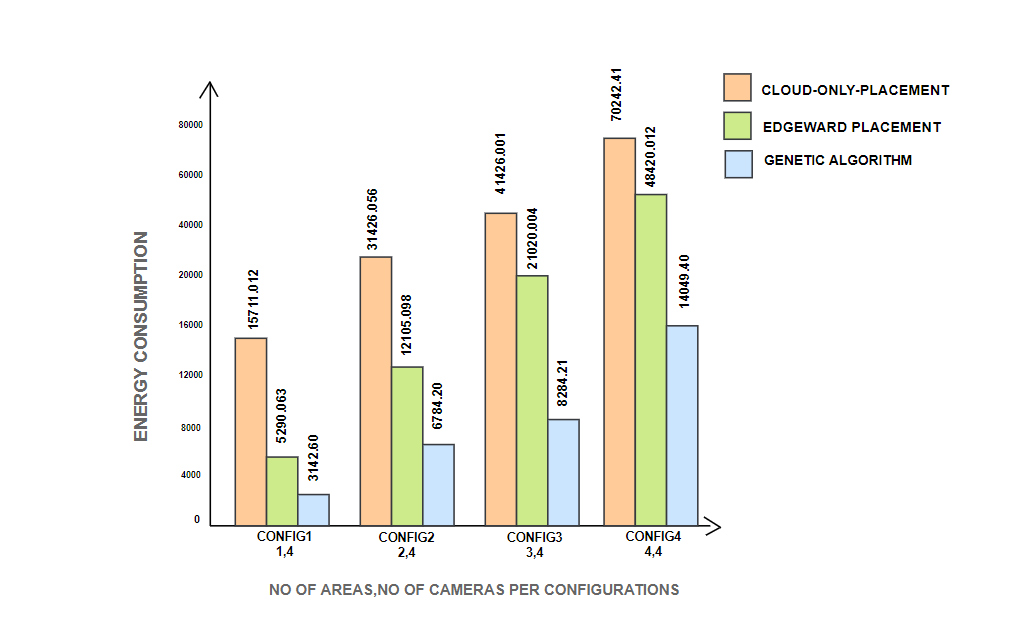 CLOUD-ONLY-PLACEMENT
EDGEWARD PLACEMENT
GENETIC ALGORITHM
ENERGY CONSUMPTION
80000
60000
40000
20000
16000
12000
8000
4000
0
15711.012
5290.063
3142.60
31426.056
12105.098
6784.20
41426.001
21020.004
8284.21
70242.41
48420.012
14049.40
CONFIG1
1,4
CONFIG2
2,4
CONFIG3
3,4
CONFIG4
4,4
NO OF AREAS,NO OF CAMERAS PER CONFIGURATIONS